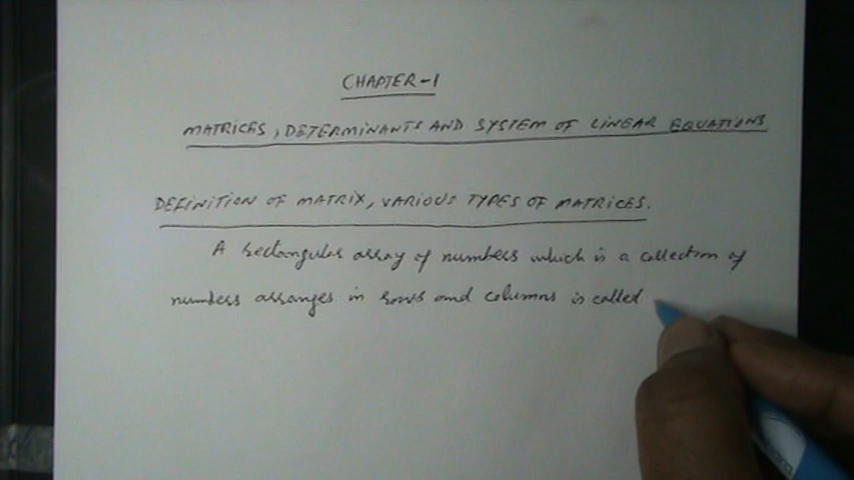 CHAPTER-1
MATRICES, DETERMINANTS AND SYSTEM OF LINEAR EQUATIONS
DEFINITION OF MATRIX, VARIOUS TYPES OF MATRICES.
A rectangular array of numbers which is a collection of
numbers arranges in rows and columns is called